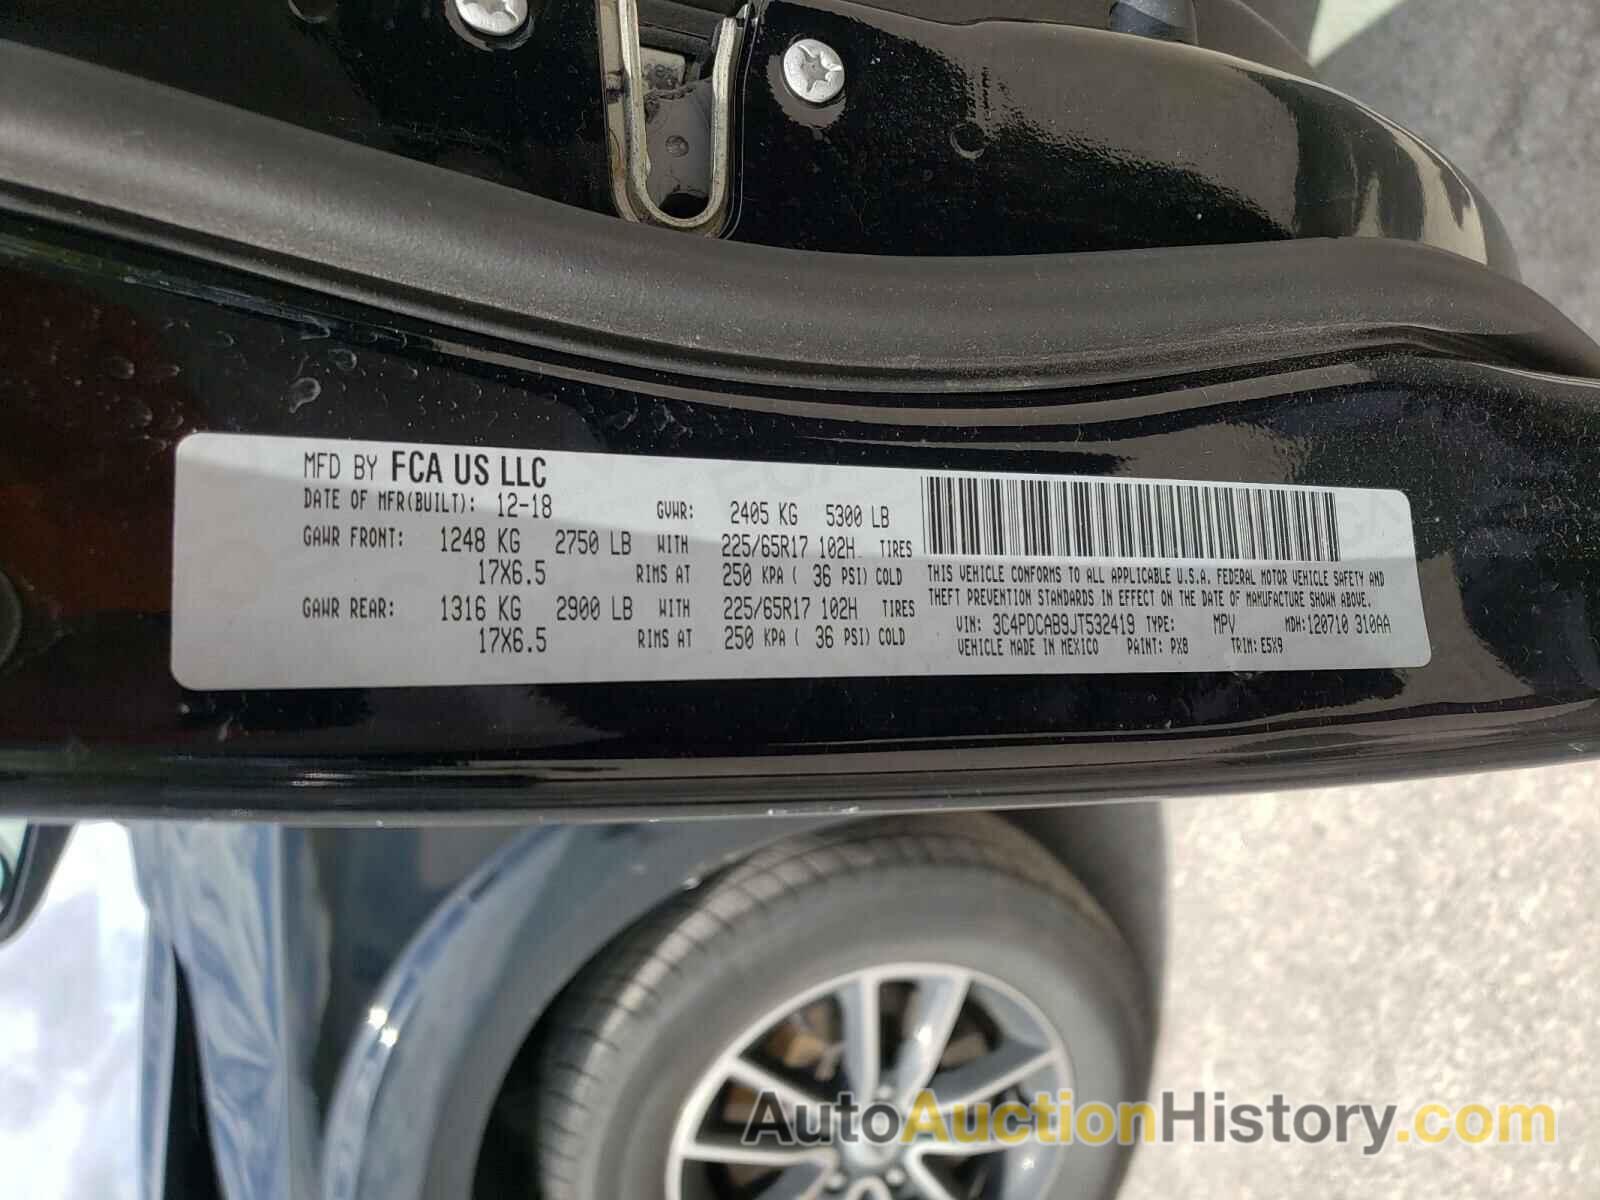 MFD BY FCA US LLC
DATE OF MFR(BUILT): 12-18 GVWR: 2405 KG 5300 LB
GAWR FRONT: 1248 KG 2750 LB WITH 225/65R17 102H TIRES
17X6.5 RIMS AT 250 KPA ( 36 PSI) COLD
GAWR REAR: 1316 KG 2900 LB WITH 225/65R17 102H TIRES
17X6.5 RIMS AT 250 KPA ( 36 PSI) COLD
THIS VEHICLE CONFORMS TO ALL APPLICABLE U.S.A. FEDERAL MOTOR VEHICLE SAFETY AND
THEFT PREVENTION STANDARDS IN EFFECT ON THE DATE OF MANUFACTURE SHOWN ABOVE.
VIN: 3C4PDCAB9JT532419 TYPE: MPV MDH: 120710 310AA
VEHICLE MADE IN MEXICO PAINT: PX8 TRIM: E5X9
AutoAuctionHistory.com